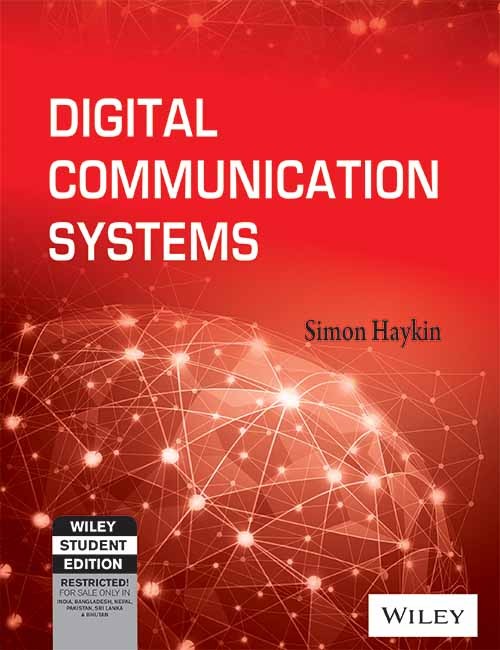 DIGITAL
COMMUNICATION
SYSTEMS
Simon Haykin
WILEY
STUDENT
EDITION
RESTRICTED!
FOR SALE ONLY IN
INDIA, BANGLADESH, NEPAL,
PAKISTAN, SRI LANKA
& BHUTAN
WILEY